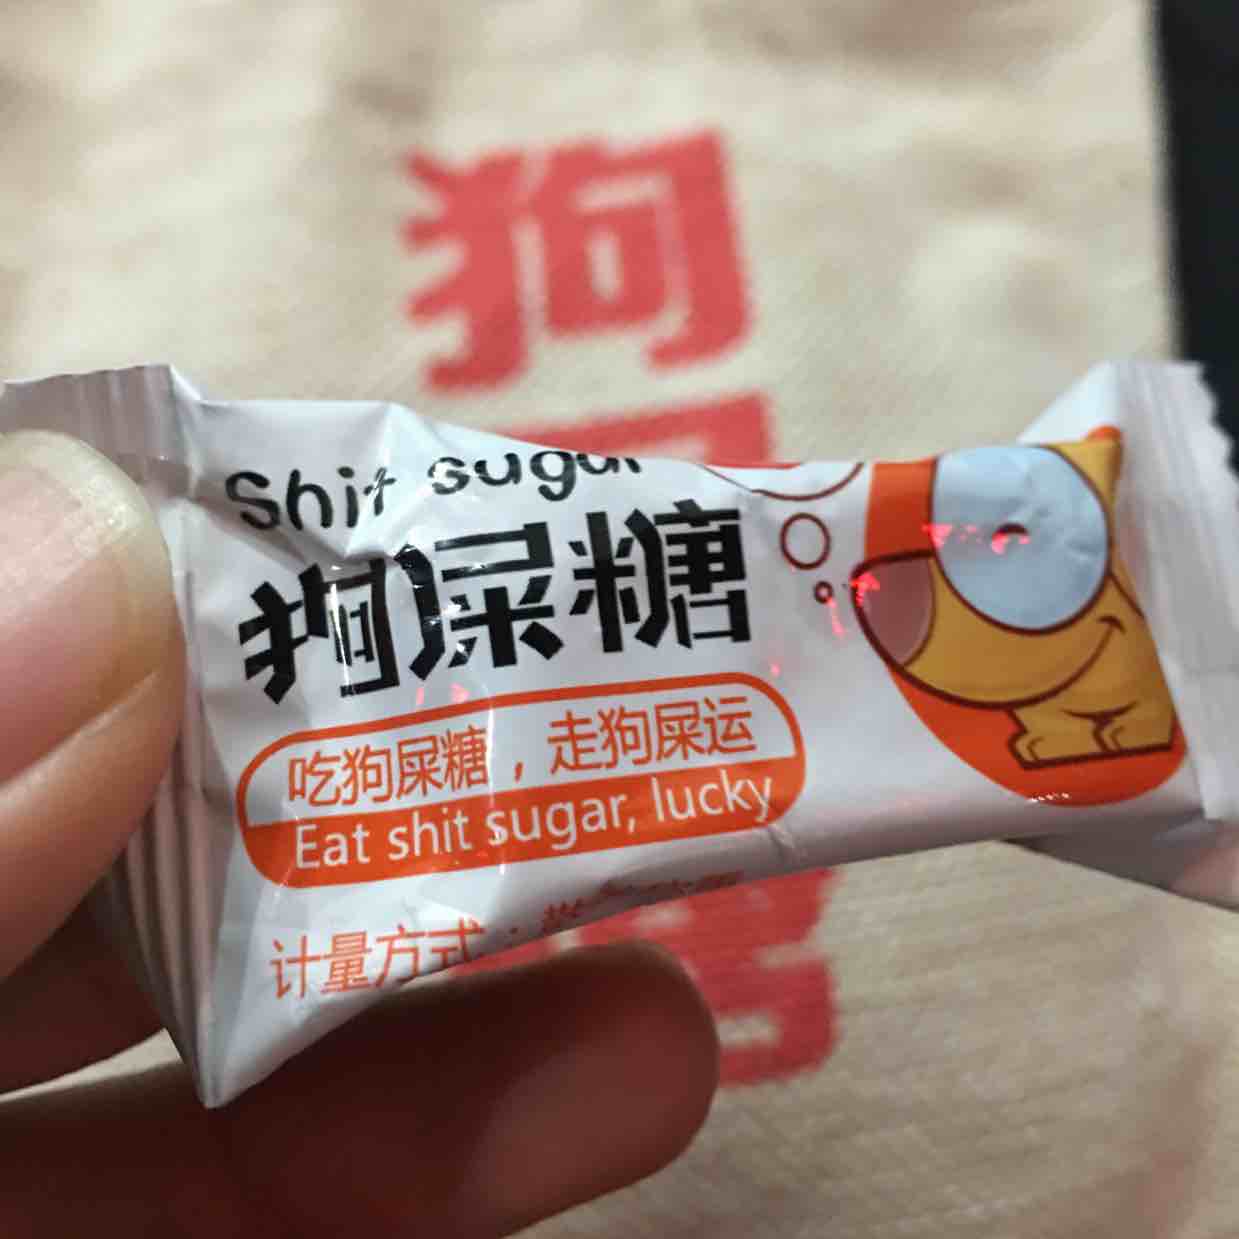 狗
Shit sugar
狗屎糖
吃狗屎糖，走狗屎运
Eat shit sugar, lucky
计量方式：